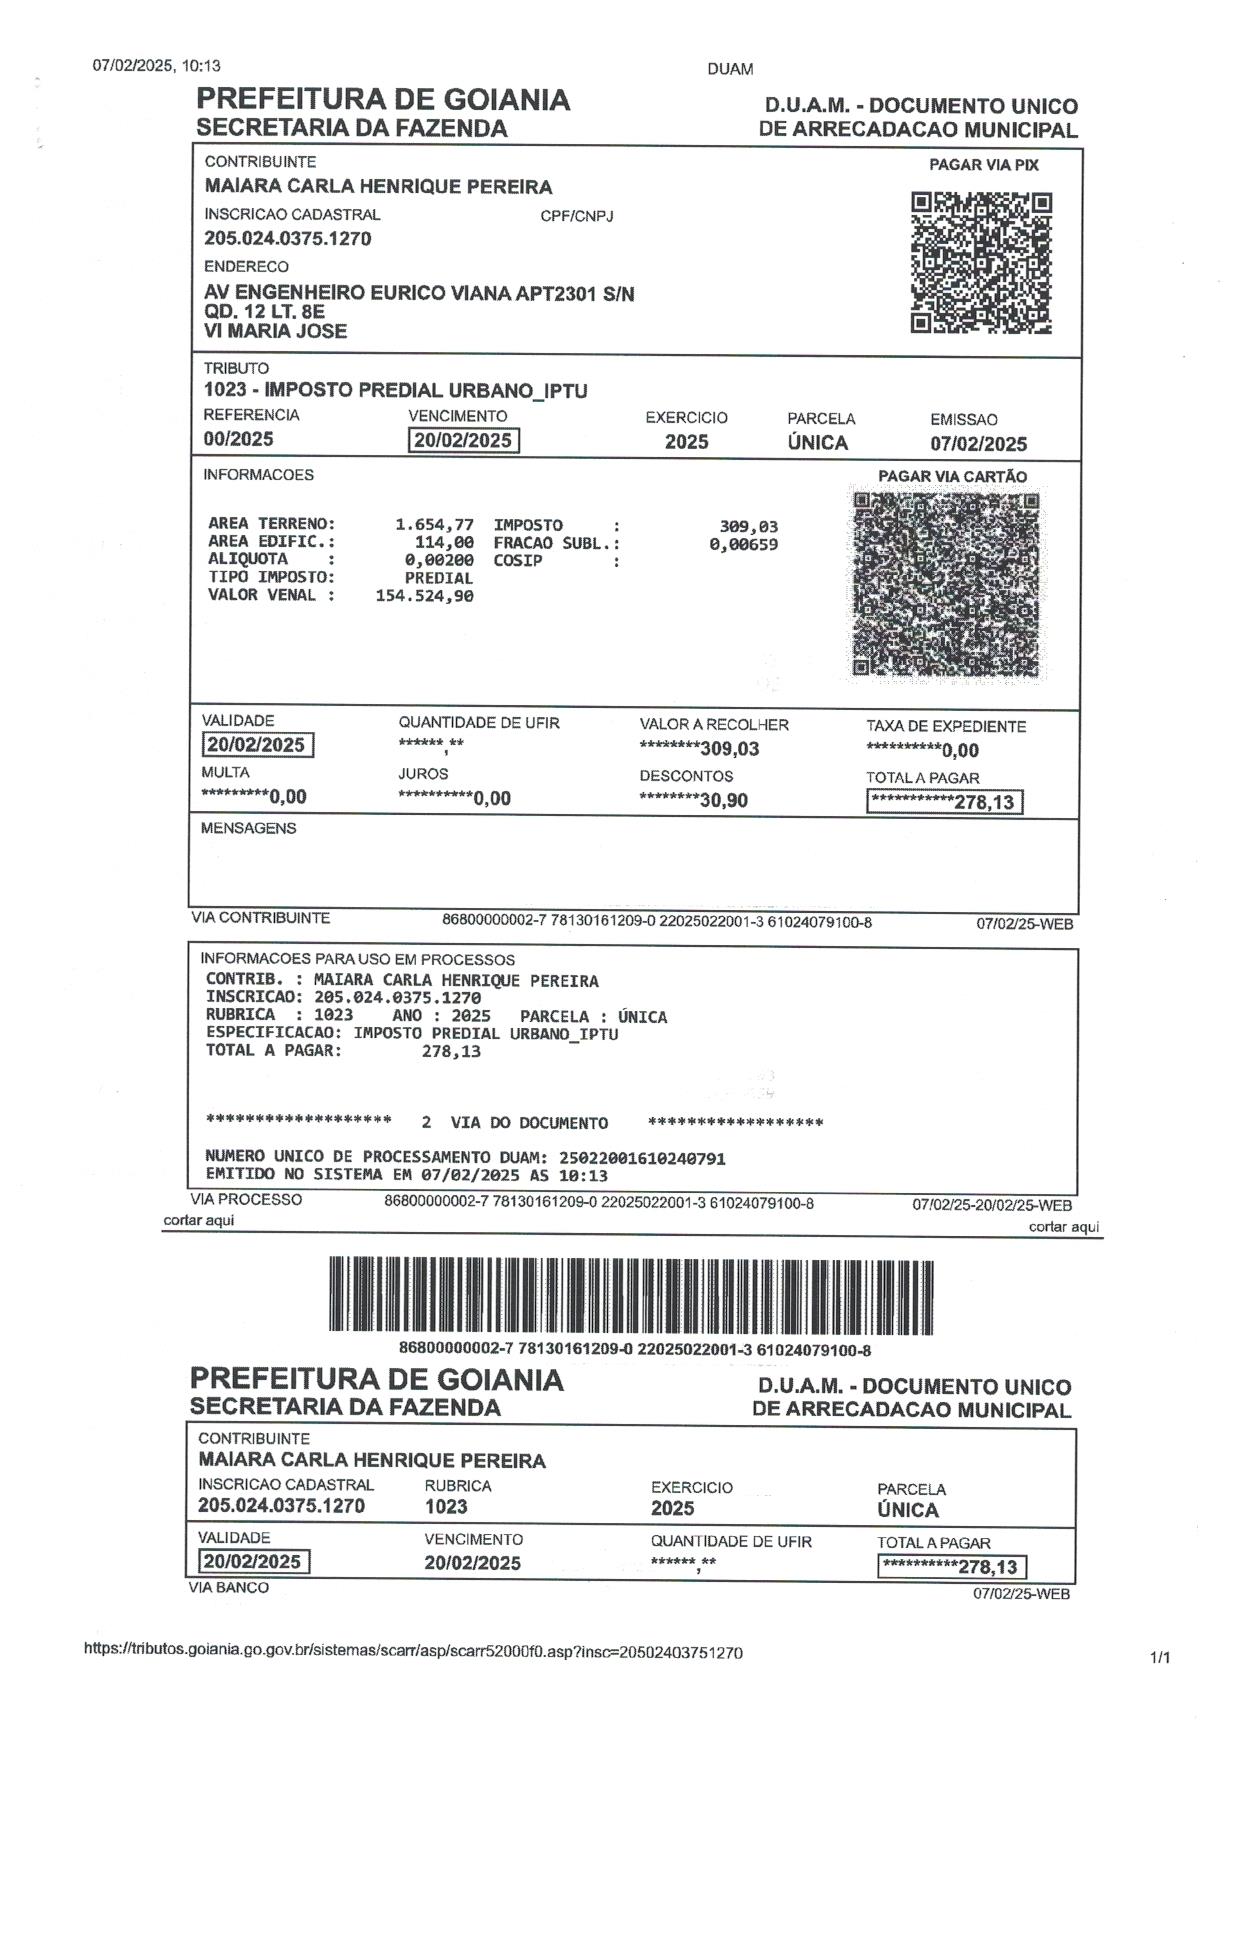 07/02/2025, 10:13 DUAM
PREFEITURA DE GOIANIA D.U.A.M. - DOCUMENTO UNICO
SECRETARIA DA FAZENDA DE ARRECADACAO MUNICIPAL
CONTRIBUINTE PAGAR VIA PIX
MAIARA CARLA HENRIQUE PEREIRA
INSCRICAO CADASTRAL CPF/CNPJ
205.024.0375.1270
ENDERECO
AV ENGENHEIRO EURICO VIANA APT2301 S/N
QD. 12 LT. 8E
VI MARIA JOSE
TRIBUTO
1023 - IMPOSTO PREDIAL URBANO_IPTU
REFERENCIA VENCIMENTO EXERCICIO PARCELA EMISSAO
00/2025 20/02/2025 2025 ÚNICA 07/02/2025
INFORMACOES PAGAR VIA CARTÃO
AREA TERRENO: 1.654,77 IMPOSTO : 309,03
AREA EDIFIC.: 114,00 FRACAO SUBL.: 0,00659
ALIQUOTA : 0,00200 COSIP :
TIPO IMPOSTO: PREDIAL
VALOR VENAL : 154.524,90
VALIDADE QUANTIDADE DE UFIR VALOR A RECOLHER TAXA DE EXPEDIENTE
20/02/2025 ******,** ********309,03 **********0,00
MULTA JUROS DESCONTOS TOTAL A PAGAR
*********0,00 **********0,00 ********30,90 ***********278,13
MENSAGENS
VIA CONTRIBUINTE 86800000002-7 78130161209-0 22025022001-3 61024079100-8 07/02/25-WEB
INFORMACOES PARA USO EM PROCESSOS
CONTRIB. : MAIARA CARLA HENRIQUE PEREIRA
INSCRICAO: 205.024.0375.1270
RUBRICA : 1023 ANO : 2025 PARCELA : ÚNICA
ESPECIFICACAO: IMPOSTO PREDIAL URBANO_IPTU
TOTAL A PAGAR: 278,13
******************* 2 VIA DO DOCUMENTO ******************
NUMERO UNICO DE PROCESSAMENTO DUAM: 25022001610240791
EMITIDO NO SISTEMA EM 07/02/2025 AS 10:13
VIA PROCESSO 86800000002-7 78130161209-0 22025022001-3 61024079100-8 07/02/25-20/02/25-WEB
cortar aqui cortar aqui
86800000002-7 78130161209-0 22025022001-3 61024079100-8
PREFEITURA DE GOIANIA D.U.A.M. - DOCUMENTO UNICO
SECRETARIA DA FAZENDA DE ARRECADACAO MUNICIPAL
CONTRIBUINTE
MAIARA CARLA HENRIQUE PEREIRA
INSCRICAO CADASTRAL RUBRICA EXERCICIO PARCELA
205.024.0375.1270 1023 2025 ÚNICA
VALIDADE VENCIMENTO QUANTIDADE DE UFIR TOTAL A PAGAR
20/02/2025 20/02/2025 ******,** **********278,13
VIA BANCO 07/02/25-WEB
https://tributos.goiania.go.gov.br/sistemas/scarr/asp/scarr52000f0.asp?insc=20502403751270 1/1